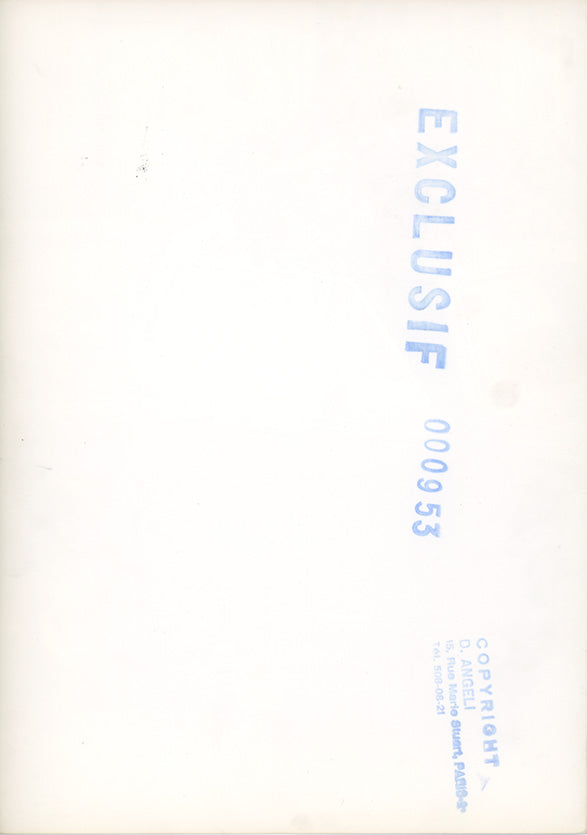 EXCLUSIF 000953
COPYRIGHT
D. ANGELI
15, Rue Marie Stuart, PARIS-2e
Tél. 508-06-21